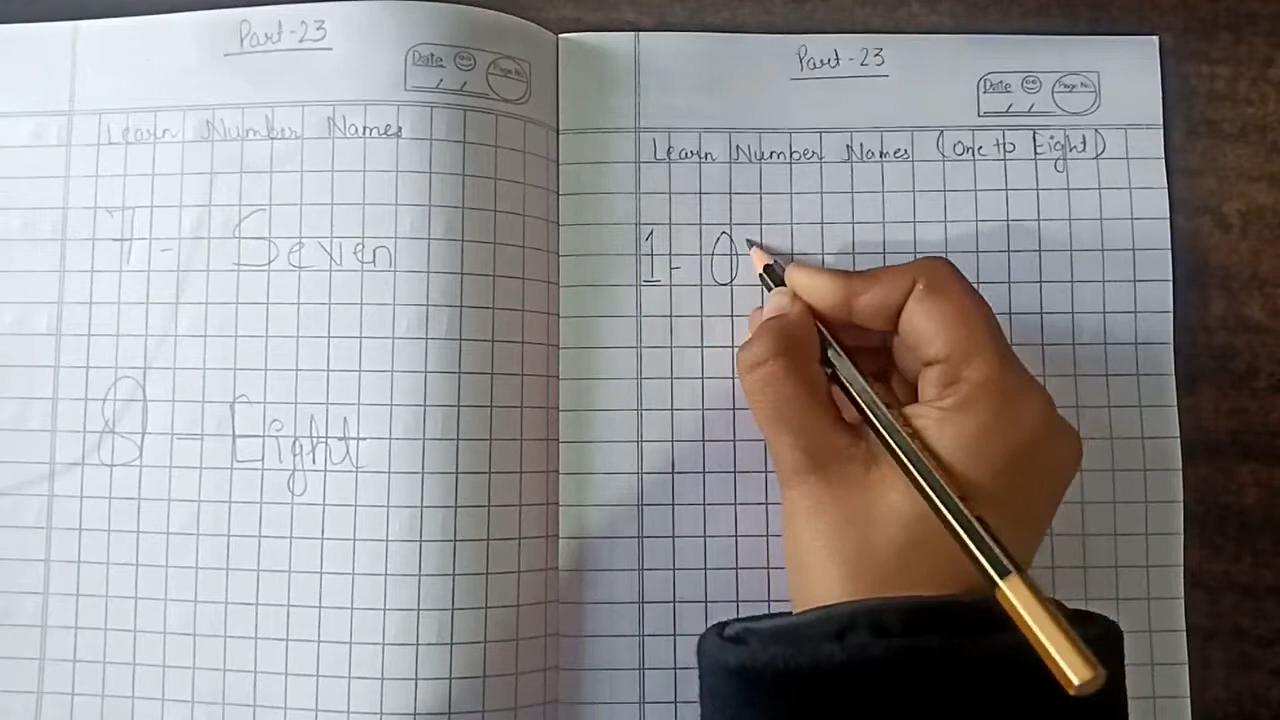 Part-23
Date
Page No.
Learn Number Names
7- Seven
8 - Eight
Part-23
Date
Page No.
Learn Number Names (One to Eight)
1- O